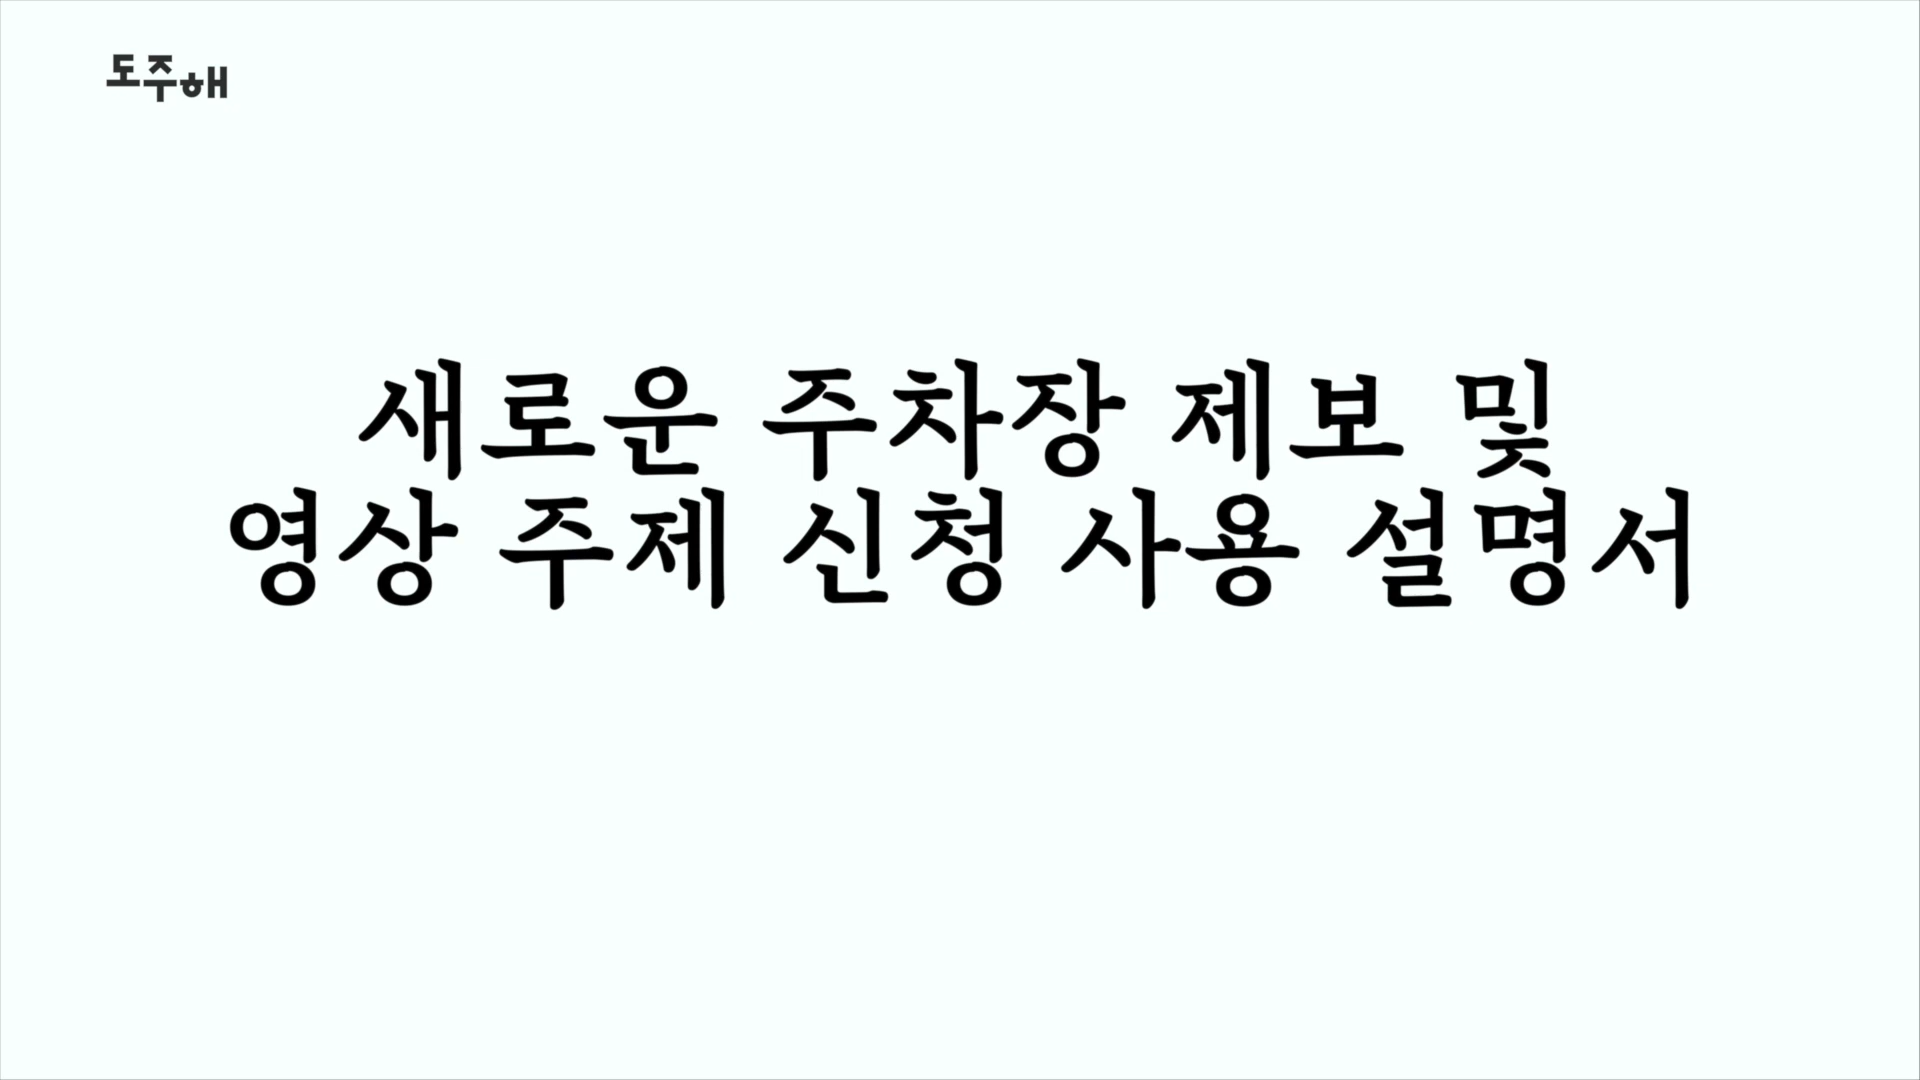 도주해
새로운 주차장 제보 및
영상 주제 신청 사용 설명서